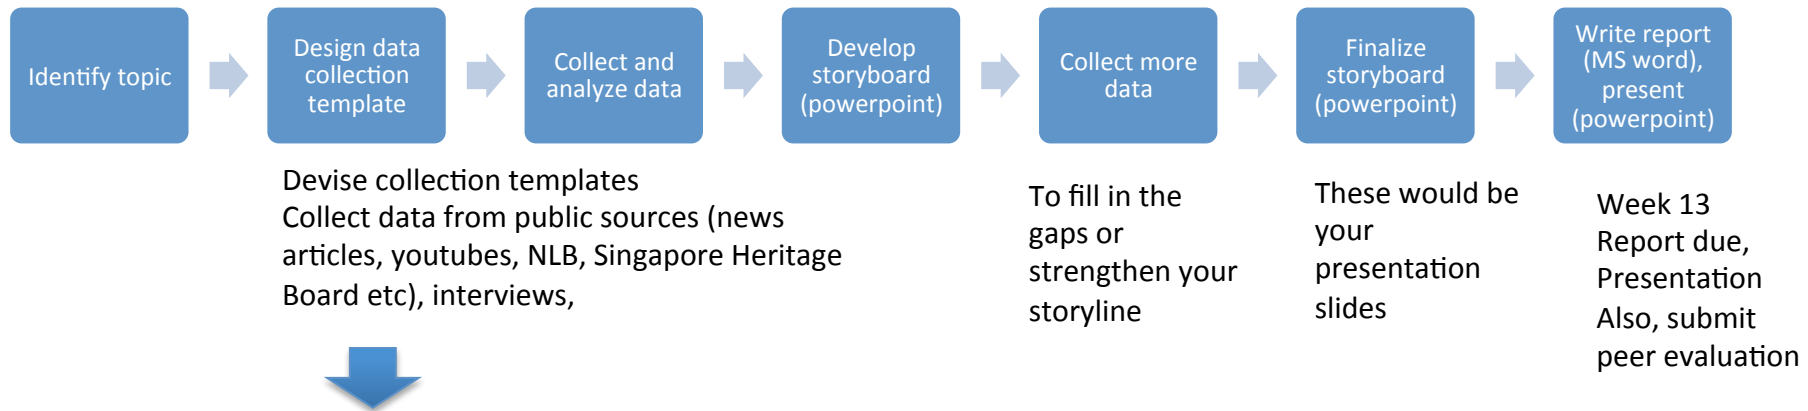 Identify topic
Design data
collection
template
Collect and
analyze data
Develop
storyboard
(powerpoint)
Collect more
data
Finalize
storyboard
(powerpoint)
Write report
(MS word),
present
(powerpoint)
Devise collection templates
Collect data from public sources (news
articles, youtubes, NLB, Singapore Heritage
Board etc), interviews,
To fill in the
gaps or
strengthen your
storyline
These would be
your
presentation
slides
Week 13
Report due,
Presentation
Also, submit
peer evaluation